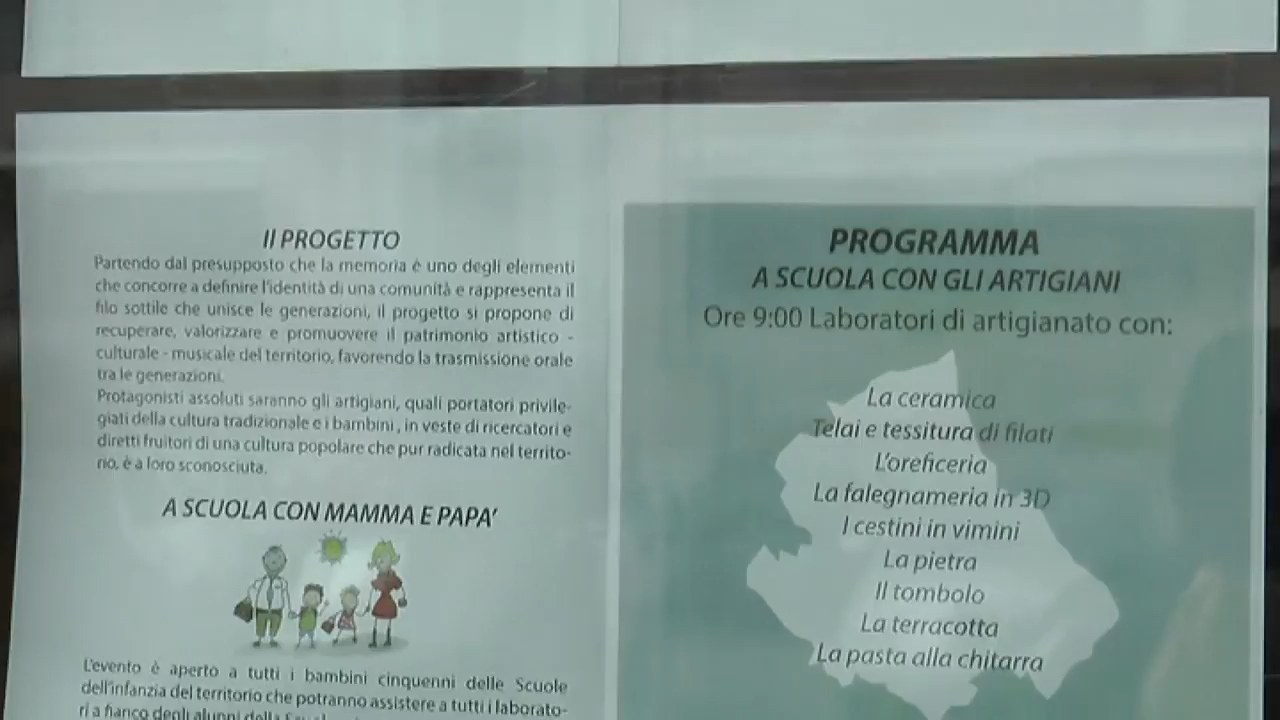 Il PROGETTO
Partendo dal presupposto che la memoria è uno degli elementi
che concorre a definire l'identità di una comunità e rappresenta il
filo sottile che unisce le generazioni, il progetto si propone di
recuperare, valorizzare e promuovere il patrimonio artistico -
culturale - musicale del territorio, favorendo la trasmissione orale
tra le generazioni.
Protagonisti assoluti saranno gli artigiani, quali portatori privile-
giati della cultura tradizionale e i bambini , in veste di ricercatori e
diretti fruitori di una cultura popolare che pur radicata nel territo-
rio, è a loro sconosciuta.
A SCUOLA CON MAMMA E PAPA'
L'evento è aperto a tutti i bambini cinquenni delle Scuole
dell'infanzia del territorio che potranno assistere a tutti i laborato-
ri a fianco degli alunni della
PROGRAMMA
A SCUOLA CON GLI ARTIGIANI
Ore 9:00 Laboratori di artigianato con:
La ceramica
Telai e tessitura di filati
L'oreficeria
La falegnameria in 3D
I cestini in vimini
La pietra
Il tombolo
La terracotta
La pasta alla chitarra